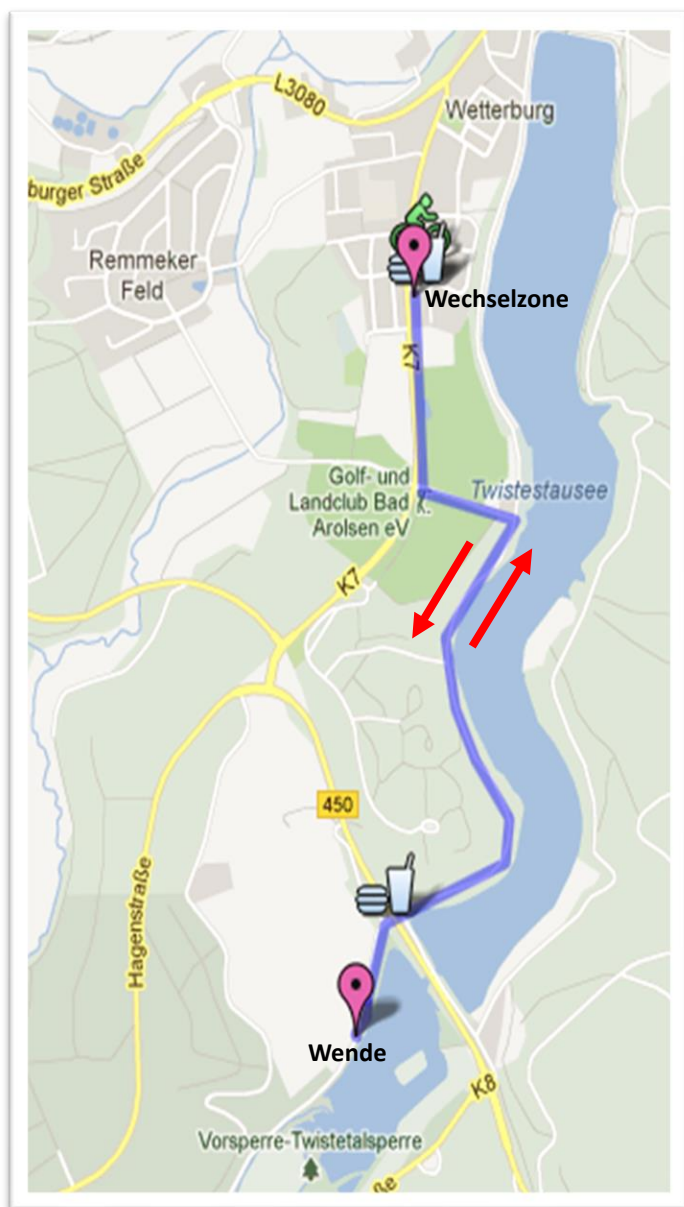 L3080
Wetterburg
burger Straße
Remmeker
Feld
Wechselzone
K7
Golf- und
Landclub Bad
Arolsen eV
K.
Twistestausee
K7
450
Hagenstraße
Wende
K8
Vorsperre-Twistetalsperre
ße